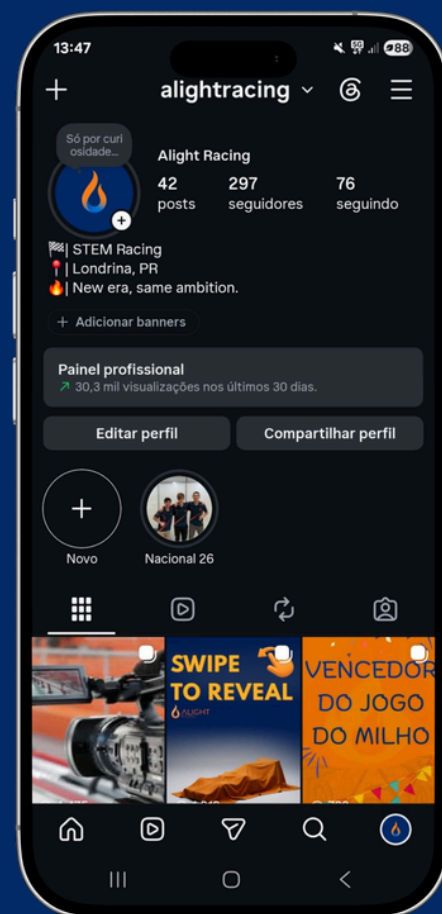 13:47
5G
88
alightracing
Só por curi
osidade...
Alight Racing
42
297
76
posts
seguidores
seguindo
| STEM Racing
| Londrina, PR
| New era, same ambition.
+ Adicionar banners
Painel profissional
30,3 mil visualizações nos últimos 30 dias.
Editar perfil
Compartilhar perfil
Novo
Nacional 26
SWIPE
TO REVEAL
ALIGHT
VENCEDOR
DO JOGO
DO MILHO